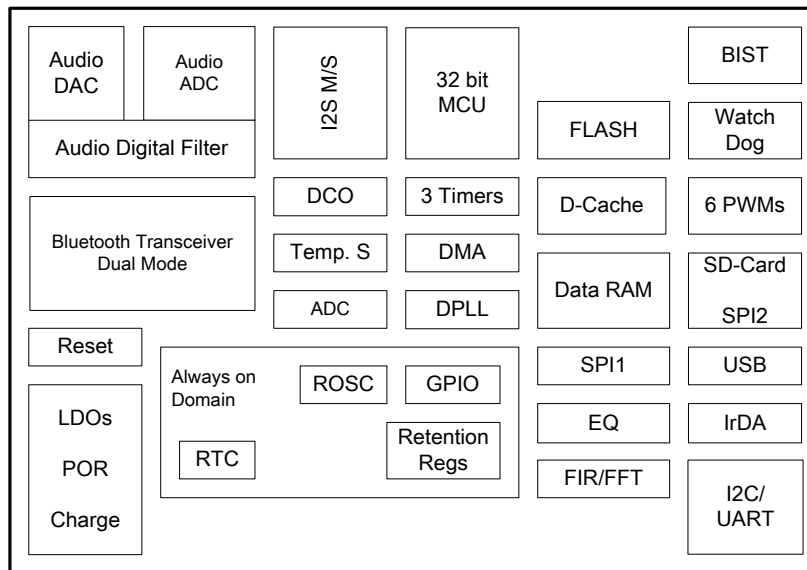 Audio
DAC
Audio
ADC
Audio Digital Filter
Bluetooth Transceiver
Dual Mode
Reset
LDOs
POR
Charge
I2S M/S
32 bit
MCU
DCO
3 Timers
Temp. S
DMA
ADC
DPLL
Always on
Domain
ROSC
GPIO
RTC
Retention
Regs
FLASH
D-Cache
Data RAM
SPI1
EQ
FIR/FFT
BIST
Watch
Dog
6 PWMs
SD-Card
SPI2
USB
IrDA
I2C/
UART